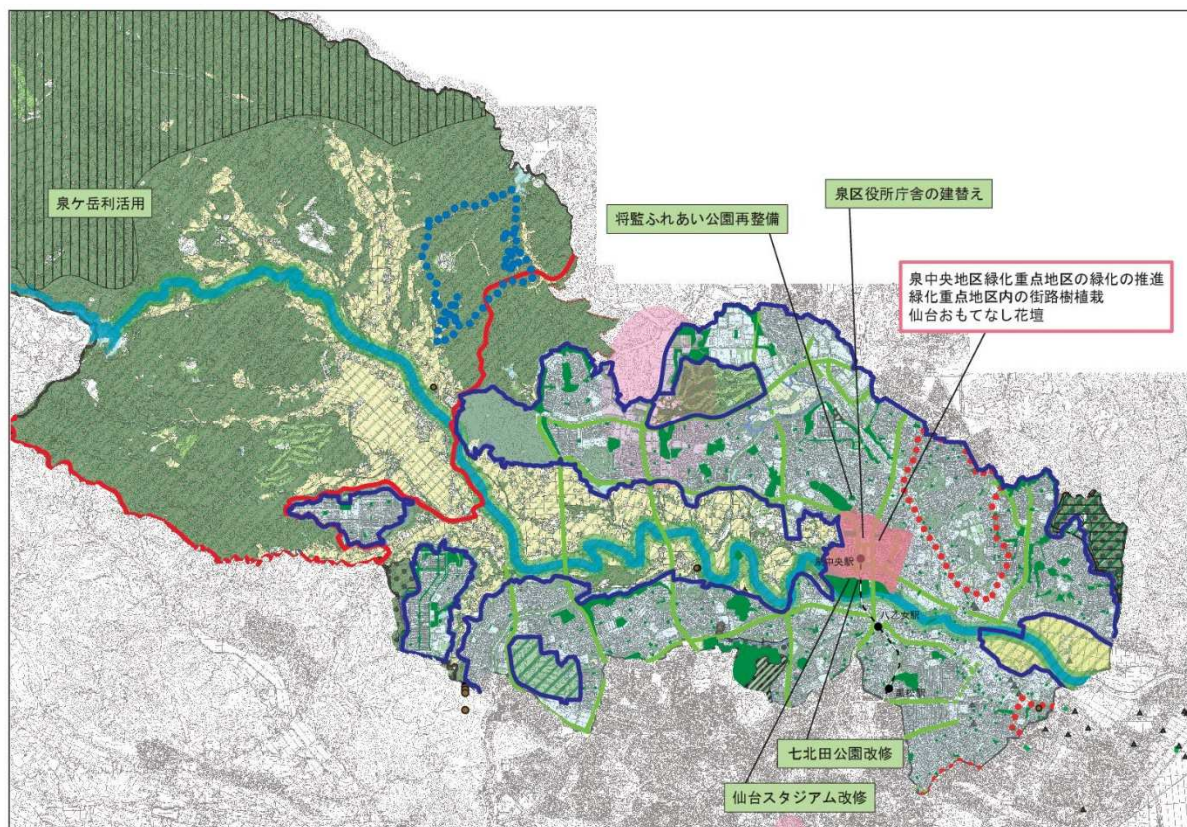 泉ケ岳利活用
泉区役所庁舎の建替え
将監ふれあい公園再整備
泉中央地区緑化重点地区の緑化の推進
緑化重点地区内の街路樹植栽
仙台おもてなし花壇
泉中央駅
八乙女駅
黒松駅
七北田公園改修
仙台スタジアム改修